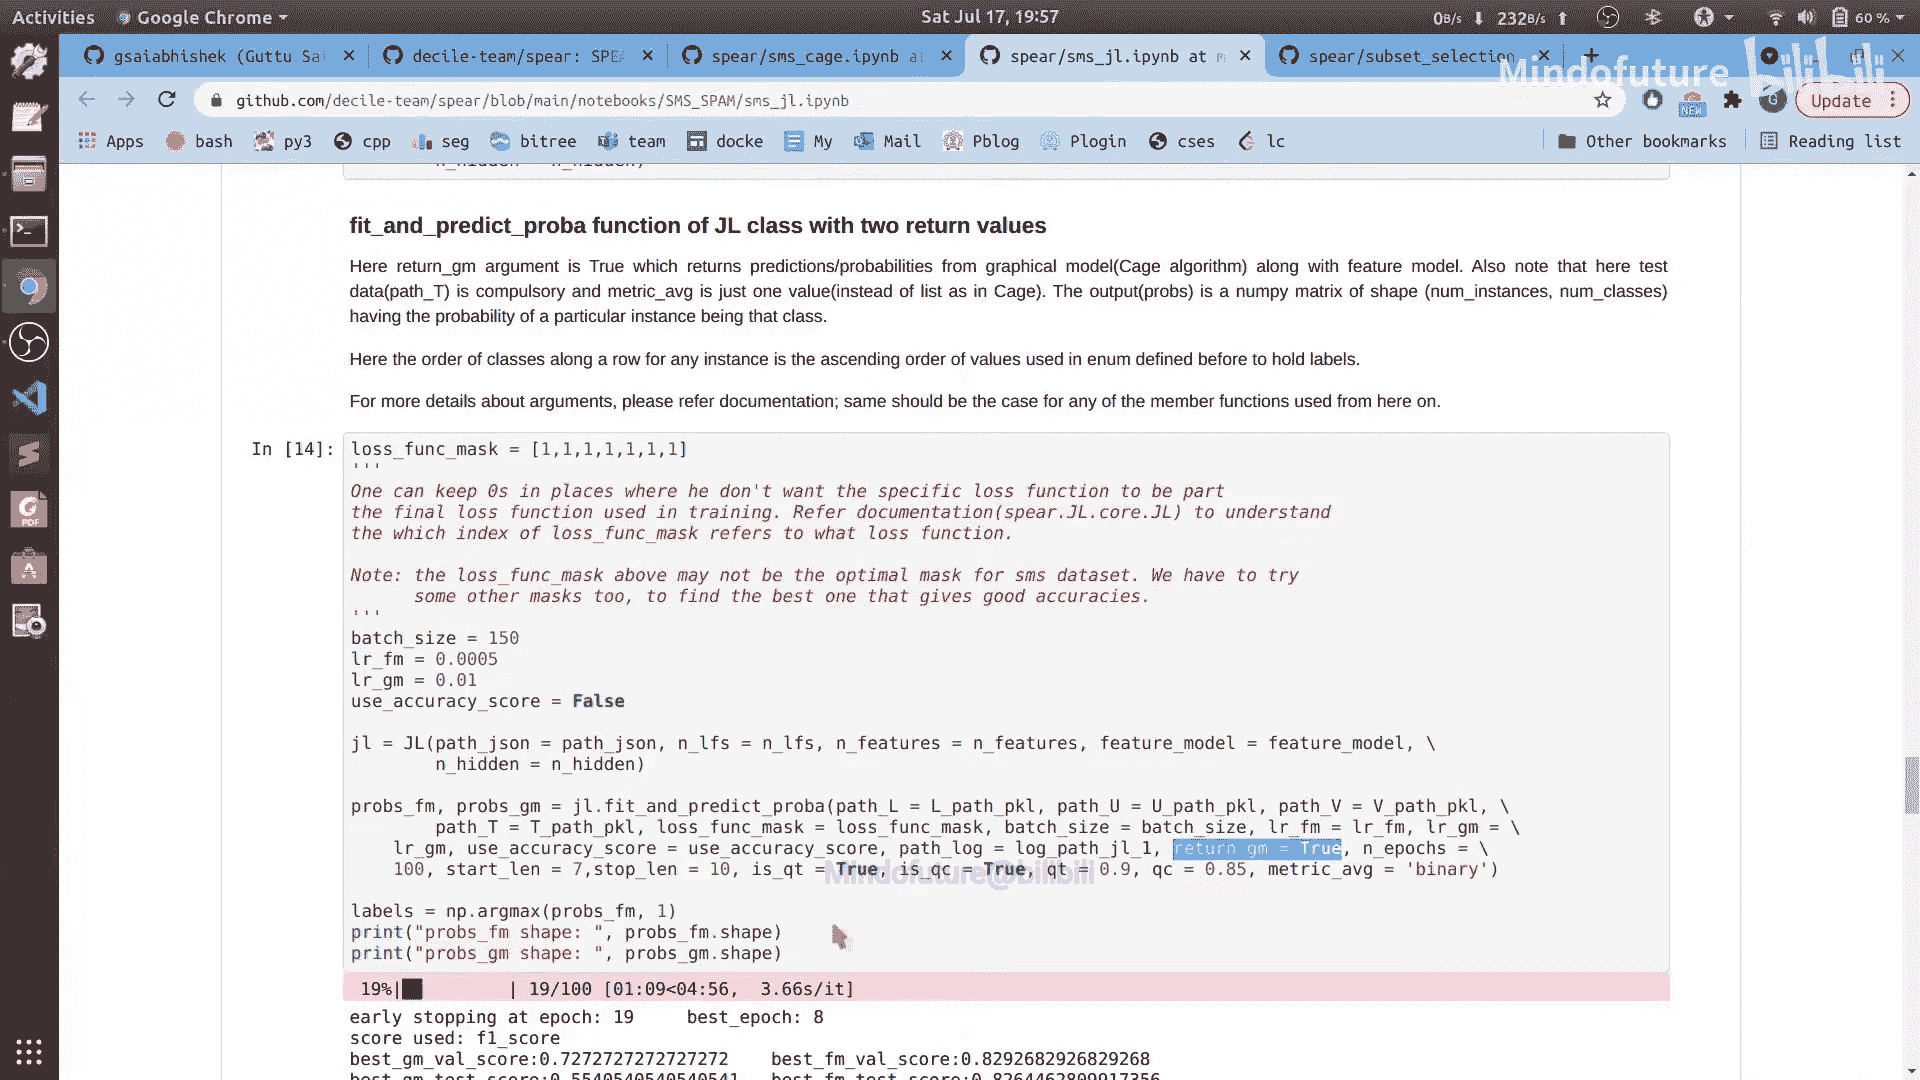 Activities Google Chrome Sat Jul 17, 19:57 0B/s 232B/s 60 %
gsaiabhishek (Guttu Sai decile-team/spear: SPEA spear/sms_cage.ipynb at spear/sms_jl.ipynb at m spear/subset_selection
Mindofuture bilibili
github.com/decile-team/spear/blob/main/notebooks/SMS_SPAM/sms_jl.ipynb NEW G Update
Apps bash py3 cpp seg bitree team docke My Mail Pblog Plogin cses lc Other bookmarks Reading list
fit_and_predict_proba function of JL class with two return values
Here return_gm argument is True which returns predictions/probabilities from graphical model(Cage algorithm) along with feature model. Also note that here test
data(path_T) is compulsory and metric_avg is just one value(instead of list as in Cage). The output(probs) is a numpy matrix of shape (num_instances, num_classes)
having the probability of a particular instance being that class.
Here the order of classes along a row for any instance is the ascending order of values used in enum defined before to hold labels.
For more details about arguments, please refer documentation; same should be the case for any of the member functions used from here on.
In [14]: loss_func_mask = [1,1,1,1,1,1,1]
'''
One can keep 0s in places where he don't want the specific loss function to be part
the final loss function used in training. Refer documentation(spear.JL.core.JL) to understand
the which index of loss_func_mask refers to what loss function.
Note: the loss_func_mask above may not be the optimal mask for sms dataset. We have to try
some other masks too, to find the best one that gives good accuracies.
'''
batch_size = 150
lr_fm = 0.0005
lr_gm = 0.01
use_accuracy_score = False
jl = JL(path_json = path_json, n_lfs = n_lfs, n_features = n_features, feature_model = feature_model, \
n_hidden = n_hidden)
probs_fm, probs_gm = jl.fit_and_predict_proba(path_L = L_path_pkl, path_U = U_path_pkl, path_V = V_path_pkl, \
path_T = T_path_pkl, loss_func_mask = loss_func_mask, batch_size = batch_size, lr_fm = lr_fm, lr_gm = \
lr_gm, use_accuracy_score = use_accuracy_score, path_log = log_path_jl_1, return_gm = True, n_epochs = \
100, start_len = 7,stop_len = 10, is_qt = True, is_qc = True, qt = 0.9, qc = 0.85, metric_avg = 'binary')
Mindofuture@bilibili
labels = np.argmax(probs_fm, 1)
print("probs_fm shape: ", probs_fm.shape)
print("probs_gm shape: ", probs_gm.shape)
19%| | 19/100 [01:09<04:56, 3.66s/it]
early stopping at epoch: 19 best_epoch: 8
score used: f1_score
best_gm_val_score:0.7272727272727272 best_fm_val_score:0.8292682926829268
best_gm_test_score:0.5540540540540541 best_fm_test_score:0.8264462809917356